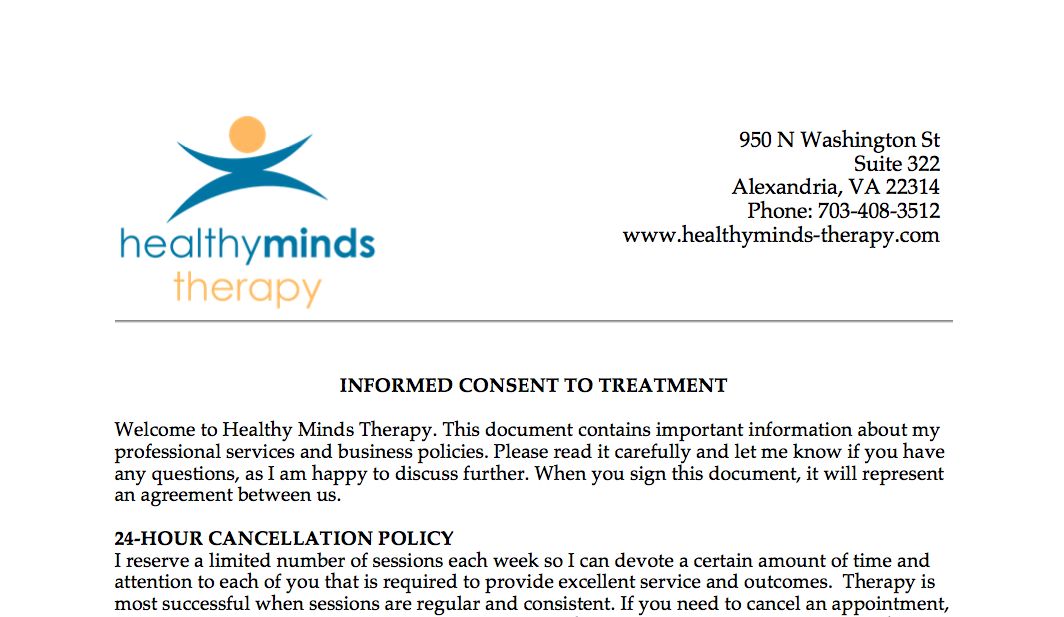 healthyminds
therapy
950 N Washington St
Suite 322
Alexandria, VA 22314
Phone: 703-408-3512
www.healthyminds-therapy.com
INFORMED CONSENT TO TREATMENT
Welcome to Healthy Minds Therapy. This document contains important information about my
professional services and business policies. Please read it carefully and let me know if you have
any questions, as I am happy to discuss further. When you sign this document, it will represent
an agreement between us.
24-HOUR CANCELLATION POLICY
I reserve a limited number of sessions each week so I can devote a certain amount of time and
attention to each of you that is required to provide excellent service and outcomes.  Therapy is
most successful when sessions are regular and consistent. If you need to cancel an appointment,